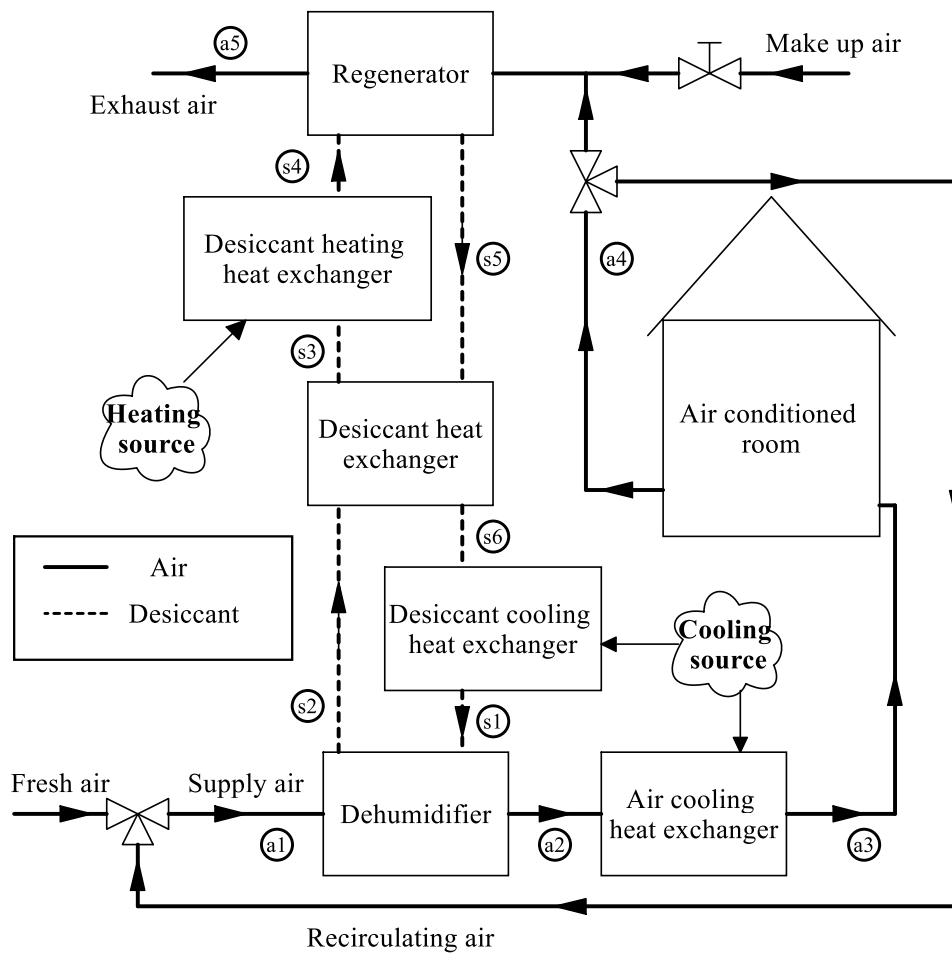 a5
Make up air
Regenerator
Exhaust air
s4
Desiccant heating
heat exchanger
s5
a4
s3
Heating
source
Desiccant heat
exchanger
Air conditioned
room
s6
Air
Desiccant
Desiccant cooling
heat exchanger
Cooling
source
s2
s1
Fresh air
Supply air
Dehumidifier
Air cooling
heat exchanger
a1
a2
a3
Recirculating air